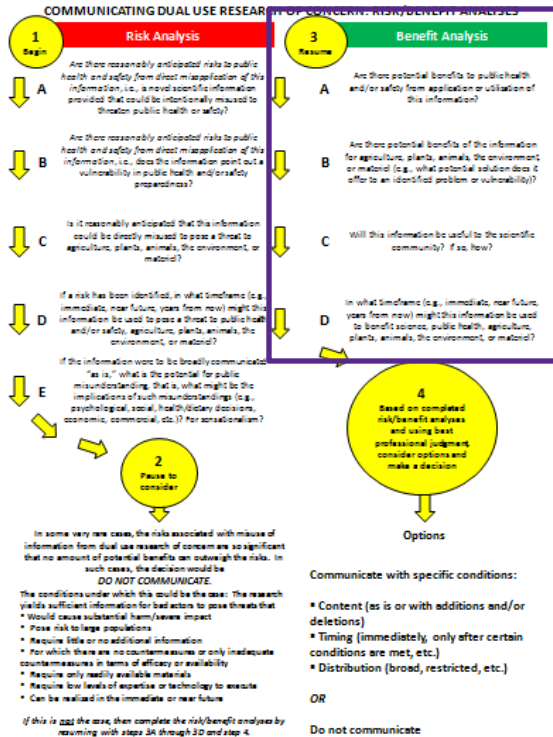 COMMUNICATING DUAL USE RESEARCH OF CONCERN: RISK/BENEFIT ANALYSES
1
Begin
Risk Analysis
A
Are there reasonably anticipated risks to public
health and safety from direct misapplication of this
information, i.e., is novel scientific information
provided that could be intentionally misused to
threaten public health or safety?
B
Are there reasonably anticipated risks to public
health and safety from direct misapplication of this
information, i.e., does the information point out a
vulnerability in public health and/or safety
preparedness?
C
Is it reasonably anticipated that this information
could be directly misused to pose a threat to
agriculture, plants, animals, the environment, or
materiel?
D
If a risk has been identified, in what timeframe (e.g.,
immediate, near future, years from now) might this
information be used to pose a threat to public health
and/or safety, agriculture, plants, animals, the
environment, or materiel?
E
If the information were to be broadly communicated
"as is," what is the potential for public
misunderstanding, that is, what might be the
implications of such misunderstandings (e.g.,
psychological, social, health/dietary decisions,
economic, commercial, etc.)? For sensationalism?
2
Pause to
consider
In some very rare cases, the risks associated with misuse of
information from dual use research of concern are so significant
that no amount of potential benefits can outweigh the risks. In
such cases, the decision would be
DO NOT COMMUNICATE.
The conditions under which this could be the case: The research
yields sufficient information for bad actors to pose threats that
* Would cause substantial harm/severe impact
• Pose risk to large populations
• Require little or no additional information
• For which there are no countermeasures or only inadequate
countermeasures in terms of efficacy or availability
• Require only readily available materials
• Require low levels of expertise or technology to execute
• Can be realized in the immediate or near future
If this is not the case, then complete the risk/benefit analyses by
resuming with steps 3A through 3D and step 4.
3
Resume
Benefit Analysis
A
Are there potential benefits to public health
and/or safety from application or utilization of
this information?
B
Are there potential benefits of the information
for agriculture, plants, animals, the environment,
or materiel (e.g., what potential solution does it
offer to an identified problem or vulnerability)?
C
Will this information be useful to the scientific
community? If so, how?
D
In what timeframe (e.g., immediate, near future,
years from now) might this information be used
to benefit science, public health, agriculture,
plants, animals, the environment, or materiel?
4
Based on completed
risk/benefit analyses
and using best
professional judgment,
consider options and
make a decision
Options
Communicate with specific conditions:
▪ Content (as is or with additions and/or
deletions)
▪ Timing (immediately, only after certain
conditions are met, etc.)
▪ Distribution (broad, restricted, etc.)
OR
Do not communicate